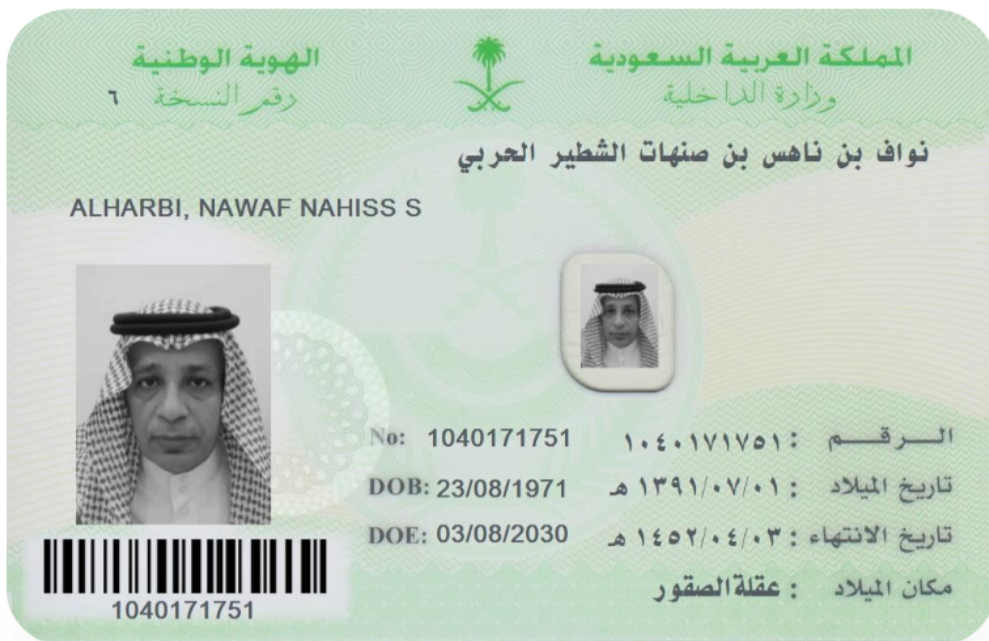 المملكة العربية السعودية
وزارة الداخلية
الهوية الوطنية
رقم النسخة ٦
نواف بن ناهس بن صنهات الشطير الحربي
ALHARBI, NAWAF NAHISS S
الرقم : ١٠٤٠١٧١٧٥١ No: 1040171751
تاريخ الميلاد : ١٣٩١/٠٧/٠١ هـ DOB: 23/08/1971
تاريخ الانتهاء : ١٤٥٢/٠٤/٠٣ هـ DOE: 03/08/2030
مكان الميلاد : عقلة الصقور
1040171751